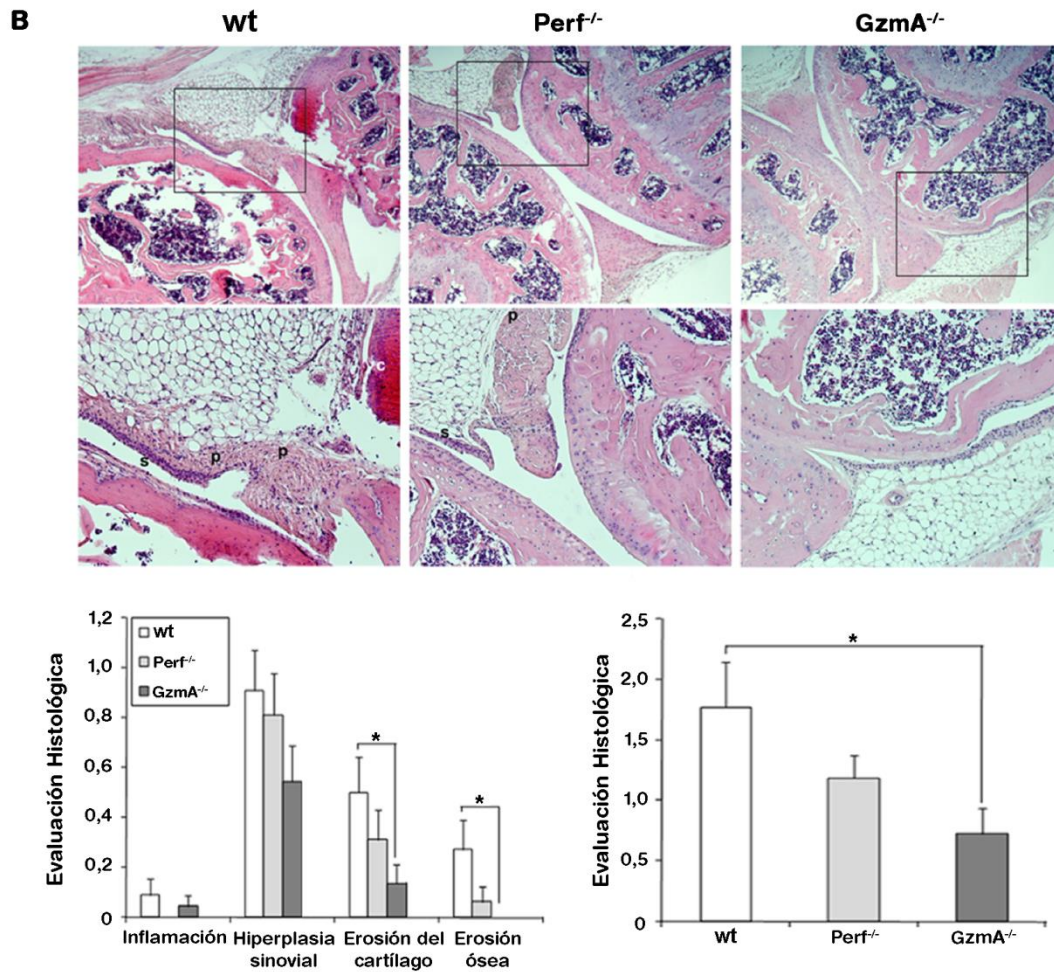 B
wt Perf-/- GzmA-/-
c
s p p
p
s
Evaluación Histológica
1,2
1,0
0,8
0,6
0,4
0,2
0
wt
Perf-/-
GzmA-/-
*
*
Inflamación Hiperplasia sinovial Erosión del cartílago Erosión ósea
Evaluación Histológica
2,5
2,0
1,5
1,0
0,5
0
*
wt Perf-/- GzmA-/-